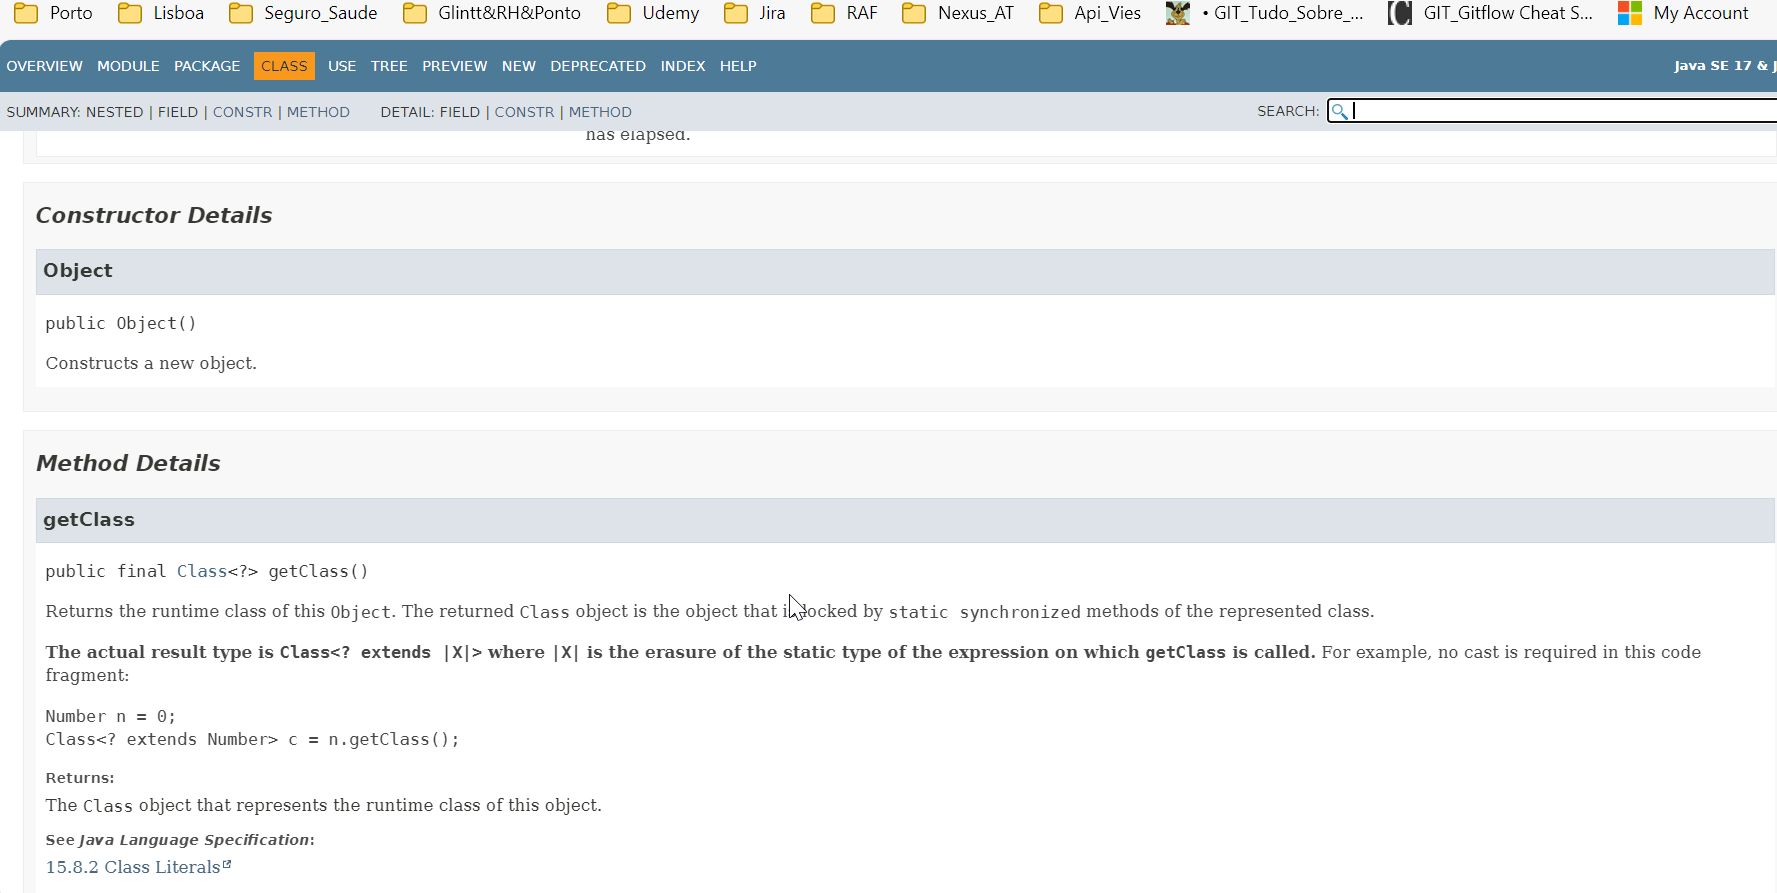 Porto Lisboa Seguro_Saude Glintt&RH&Ponto Udemy Jira RAF Nexus_AT Api_Vies • GIT_Tudo_Sobre_... GIT_Gitflow Cheat S... My Account
OVERVIEW MODULE PACKAGE CLASS USE TREE PREVIEW NEW DEPRECATED INDEX HELP Java SE 17 &
SUMMARY: NESTED | FIELD | CONSTR | METHOD DETAIL: FIELD | CONSTR | METHOD SEARCH:
has elapsed.
Constructor Details
Object
public Object()
Constructs a new object.
Method Details
getClass
public final Class<?> getClass()
Returns the runtime class of this Object. The returned Class object is the object that is locked by static synchronized methods of the represented class.
The actual result type is Class<? extends |X|> where |X| is the erasure of the static type of the expression on which getClass is called. For example, no cast is required in this code
fragment:
Number n = 0;
Class<? extends Number> c = n.getClass();
Returns:
The Class object that represents the runtime class of this object.
See Java Language Specification:
15.8.2 Class Literals